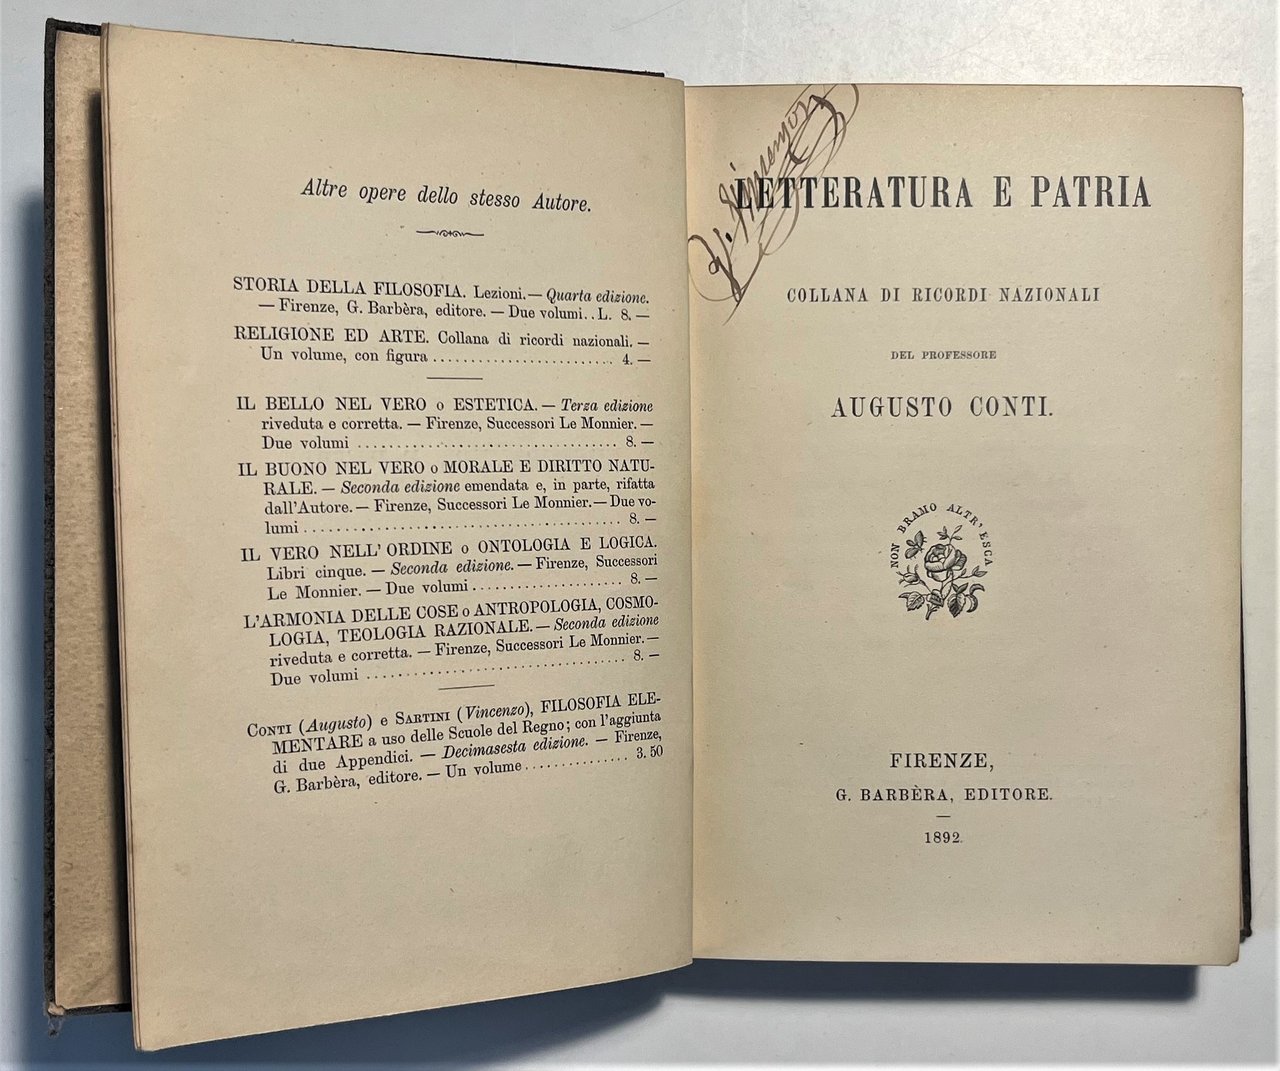 Altre opere dello stesso Autore.
STORIA DELLA FILOSOFIA. Lezioni. — Quarta edizione.
— Firenze, G. Barbèra, editore. — Due volumi. . L. 8. —
RELIGIONE ED ARTE. Collana di ricordi nazionali. —
Un volume, con figura ........................ 4. —
IL BELLO NEL VERO o ESTETICA. — Terza edizione
riveduta e corretta. — Firenze, Successori Le Monnier. —
Due volumi .................................. 8. —
IL BUONO NEL VERO o MORALE E DIRITTO NATU-
RALE. — Seconda edizione emendata e, in parte, rifatta
dall'Autore. — Firenze, Successori Le Monnier. — Due vo-
lumi ......................................... 8. —
IL VERO NELL' ORDINE o ONTOLOGIA E LOGICA.
Libri cinque. — Seconda edizione. — Firenze, Successori
Le Monnier. — Due volumi ..................... 8. —
L'ARMONIA DELLE COSE o ANTROPOLOGIA, COSMO-
LOGIA, TEOLOGIA RAZIONALE. — Seconda edizione
riveduta e corretta. — Firenze, Successori Le Monnier. —
Due volumi .................................. 8. —
CONTI (Augusto) e SARTINI (Vincenzo), FILOSOFIA ELE-
MENTARE a uso delle Scuole del Regno; con l'aggiunta
di due Appendici. — Decimasesta edizione. — Firenze,
G. Barbèra, editore. — Un volume .............. 3. 50
LETTERATURA E PATRIA
COLLANA DI RICORDI NAZIONALI
DEL PROFESSORE
AUGUSTO CONTI.
NON BRAMO ALTR' ESCA
FIRENZE,
G. BARBÈRA, EDITORE.
—
1892.